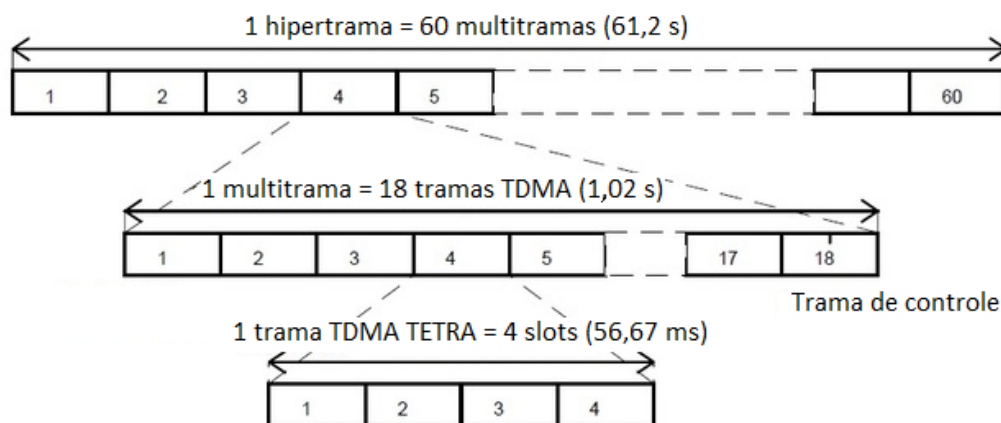 1 hipertrama = 60 multitramas (61,2 s)
1 2 3 4 5 60
1 multitrama = 18 tramas TDMA (1,02 s)
1 2 3 4 5 17 18
Trama de controle
1 trama TDMA TETRA = 4 slots (56,67 ms)
1 2 3 4